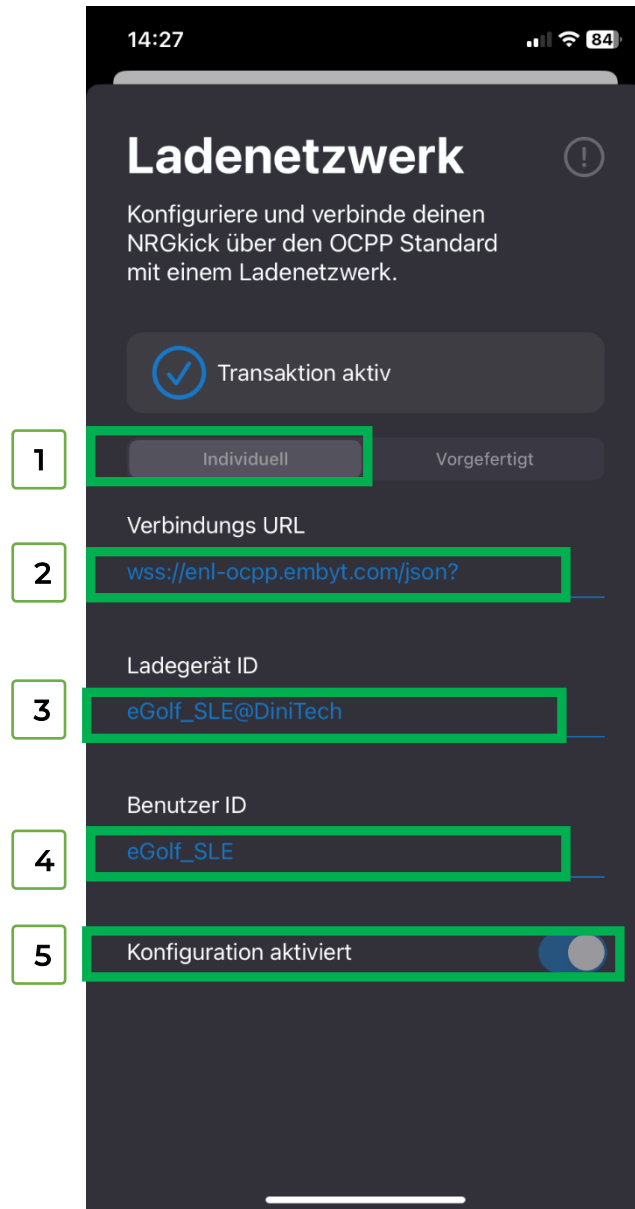 14:27
84
Ladenetzwerk
Konfiguriere und verbinde deinen
NRGkick über den OCPP Standard
mit einem Ladenetzwerk.
Transaktion aktiv
1
Individuell
Vorgefertigt
Verbindungs URL
2
wss://enl-ocpp.embyt.com/json?
Ladegerät ID
3
eGolf_SLE@DiniTech
Benutzer ID
4
eGolf_SLE
5
Konfiguration aktiviert